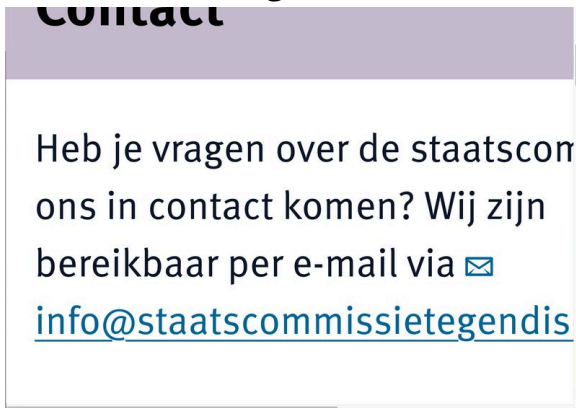 Contact
Heb je vragen over de staatscom
ons in contact komen? Wij zijn
bereikbaar per e-mail via
info@staatscommissietegendis